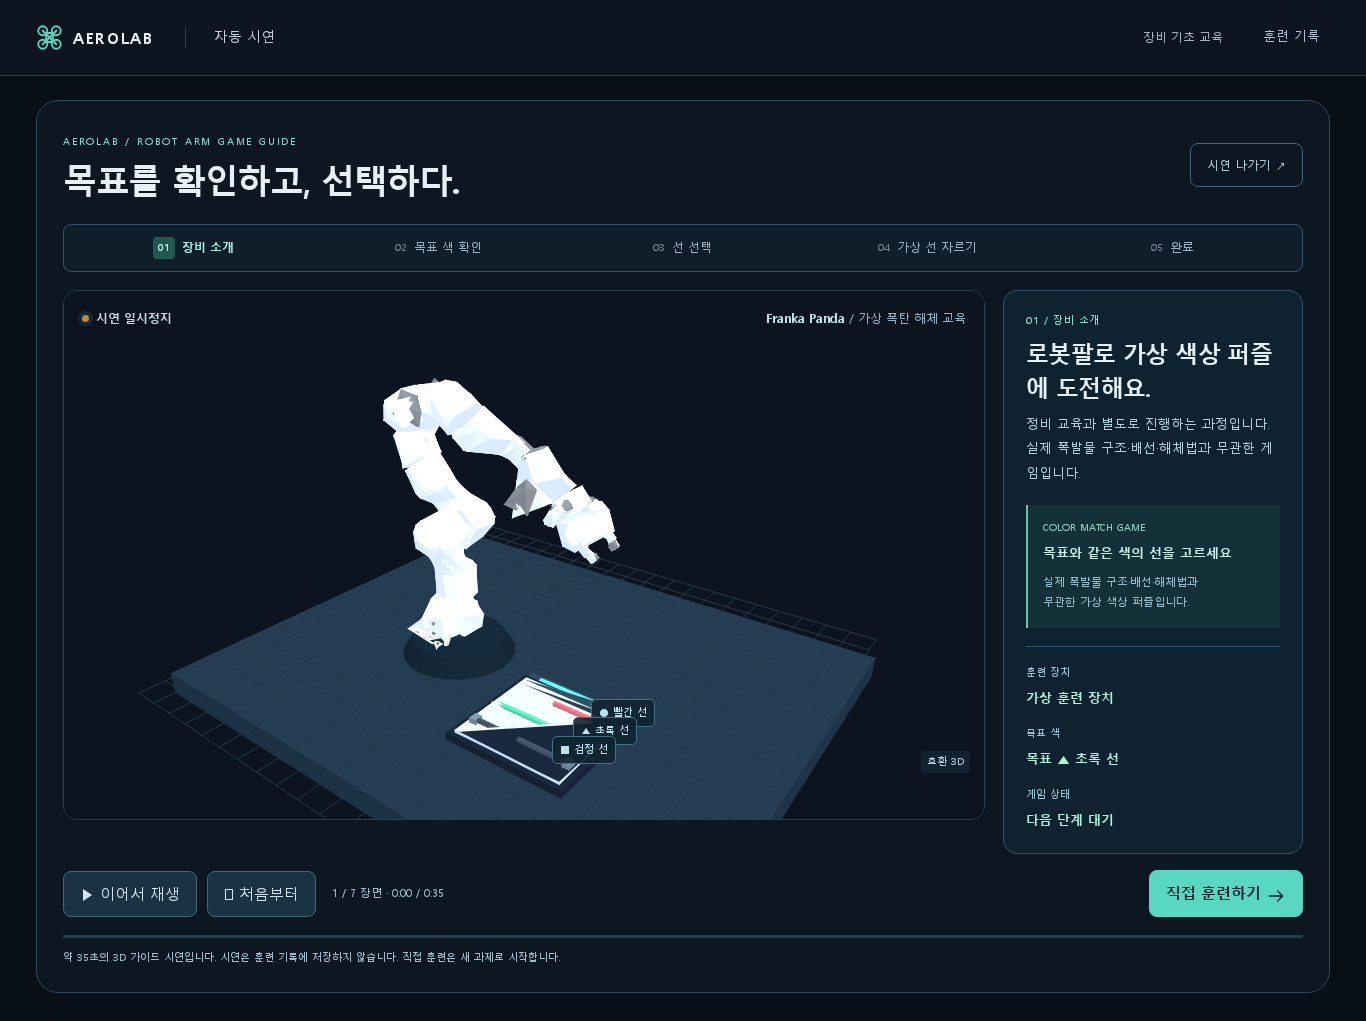 AEROLAB
자동 시연
장비 기초 교육
훈련 기록
AEROLAB / ROBOT ARM GAME GUIDE
목표를 확인하고, 선택하다.
시연 나가기 ↗
01 장비 소개
02 목표 색 확인
03 선 선택
04 가상 선 자르기
05 완료
시연 일시정지
Franka Panda / 가상 폭탄 해체 교육
● 빨간 선
▲ 초록 선
■ 검정 선
호환 3D
01 / 장비 소개
로봇팔로 가상 색상 퍼즐
에 도전해요.
정비 교육과 별도로 진행하는 과정입니다.
실제 폭발물 구조·배선·해체법과 무관한 게
임입니다.
COLOR MATCH GAME
목표와 같은 색의 선을 고르세요
실제 폭발물 구조·배선·해체법과
무관한 가상 색상 퍼즐입니다.
훈련 장치
가상 훈련 장치
목표 색
목표 ▲ 초록 선
게임 상태
다음 단계 대기
▶ 이어서 재생
처음부터
1 / 7 장면 · 0:00 / 0:35
직접 훈련하기 →
약 35초의 3D 가이드 시연입니다. 시연은 훈련 기록에 저장하지 않습니다. 직접 훈련은 새 과제로 시작합니다.